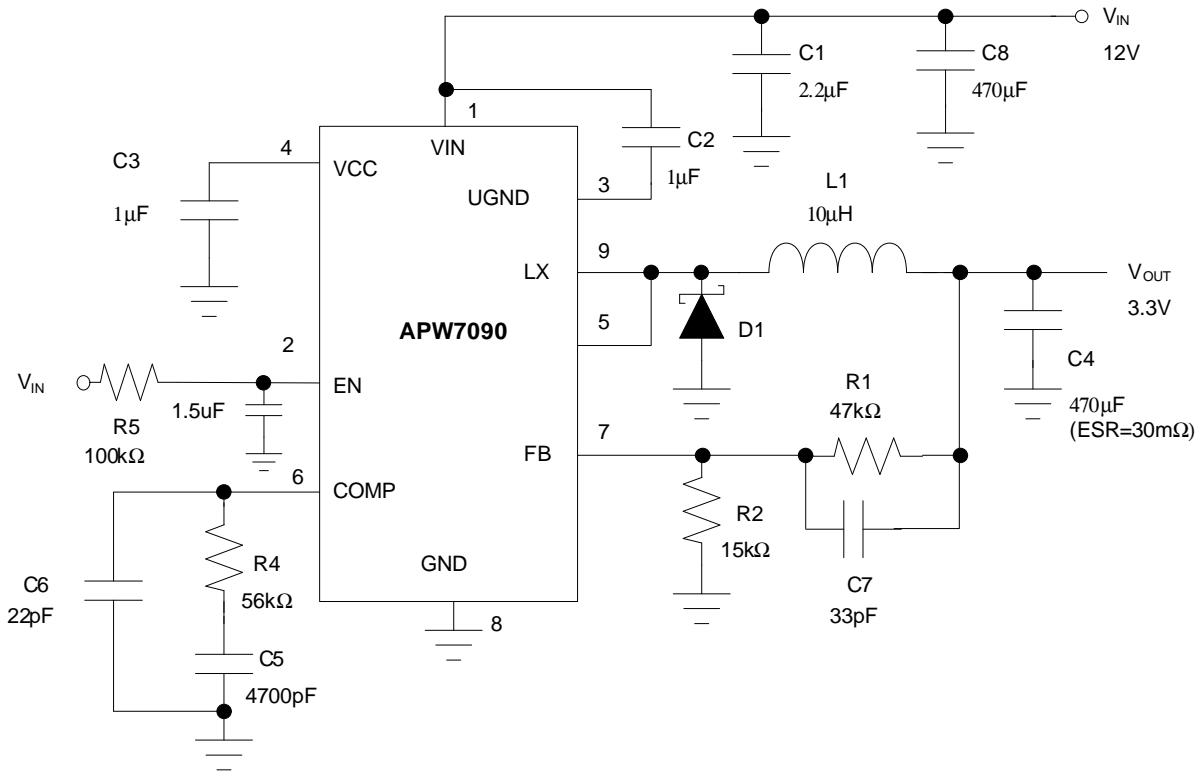 VIN
12V
C1
2.2µF
C8
470µF
1
VIN
C2
1µF
4
VCC
C3
1µF
3
UGND
L1
10µH
9
LX
VOUT
3.3V
5
APW7090
D1
C4
470µF
(ESR=30mΩ)
2
EN
VIN
R5
100kΩ
1.5uF
R1
47kΩ
7
FB
6
COMP
R2
15kΩ
C7
33pF
R4
56kΩ
GND
8
C6
22pF
C5
4700pF